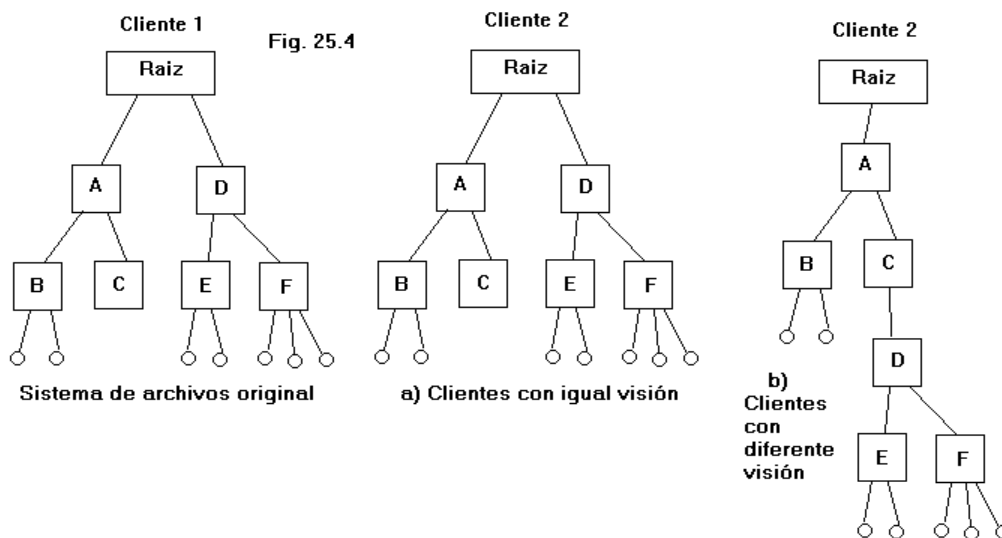 Cliente 1
Fig. 25.4
Cliente 2
Cliente 2
Raiz
Raiz
Raiz
A
D
A
D
A
B
C
E
F
B
C
E
F
B
C
D
E
F
Sistema de archivos original
a) Clientes con igual visión
b)
Clientes
con
diferente
visión